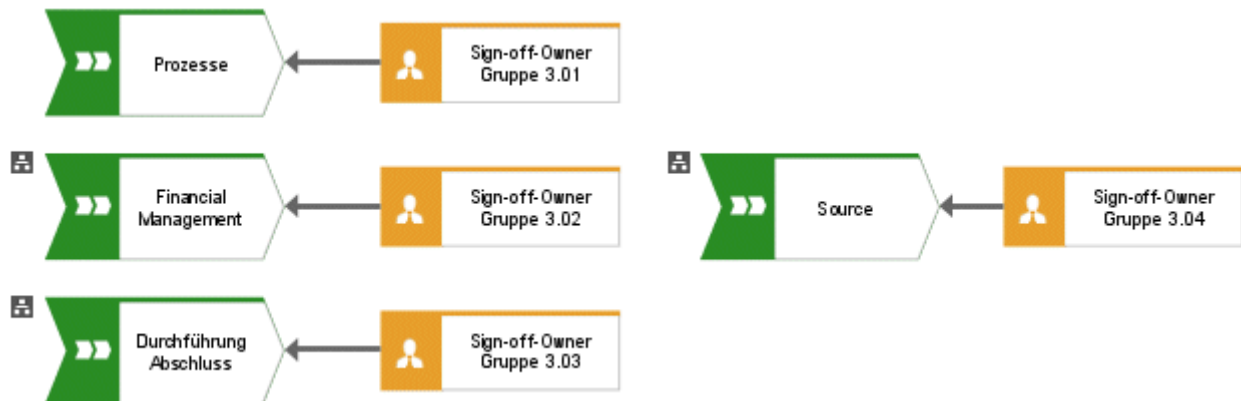 Prozesse
Sign-off-Owner
Gruppe 3.01
Financial
Management
Sign-off-Owner
Gruppe 3.02
Source
Sign-off-Owner
Gruppe 3.04
Durchführung
Abschluss
Sign-off-Owner
Gruppe 3.03